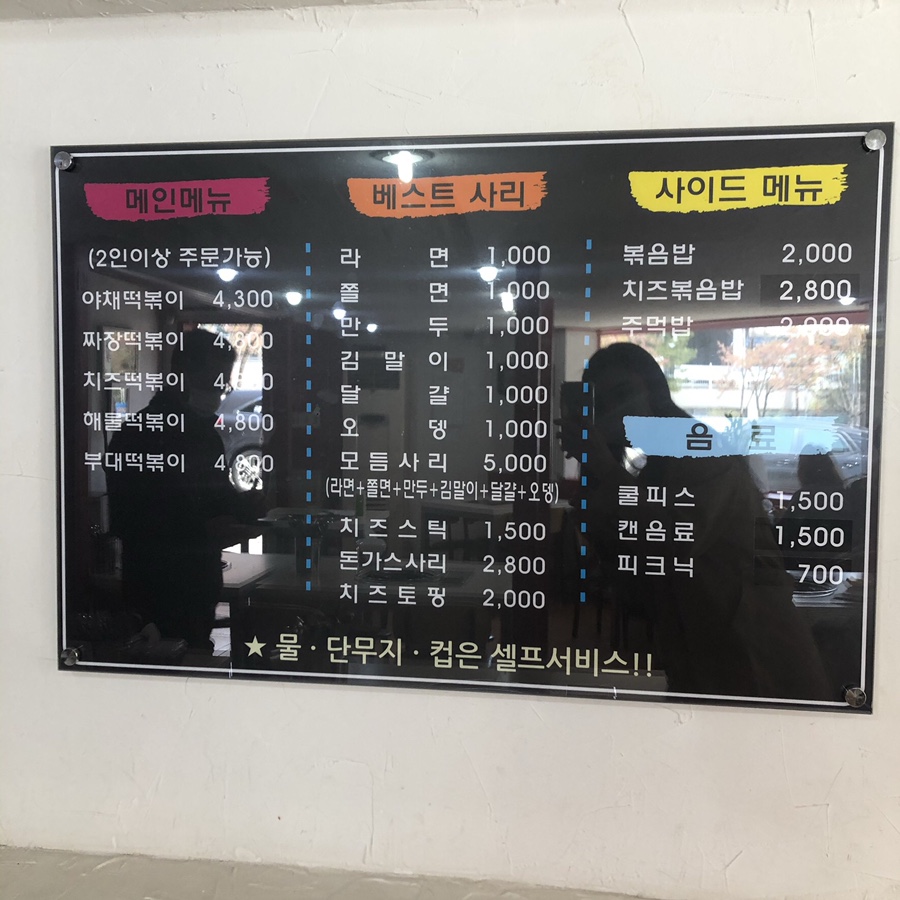 메인메뉴
(2인이상 주문가능)
야채떡볶이 4,300
짜장떡볶이 4,800
치즈떡볶이 4,800
해물떡볶이 4,800
부대떡볶이 4,800
베스트 사리
라면 1,000
쫄면 1,000
만두 1,000
김말이 1,000
달걀 1,000
오뎅 1,000
모듬사리 5,000
(라면+쫄면+만두+김말이+달걀+오뎅)
치즈스틱 1,500
돈가스사리 2,800
치즈토핑 2,000
사이드 메뉴
볶음밥 2,000
치즈볶음밥 2,800
주먹밥 2,000
음료
쿨피스 1,500
캔음료 1,500
피크닉 700
★ 물·단무지·컵은 셀프서비스!!